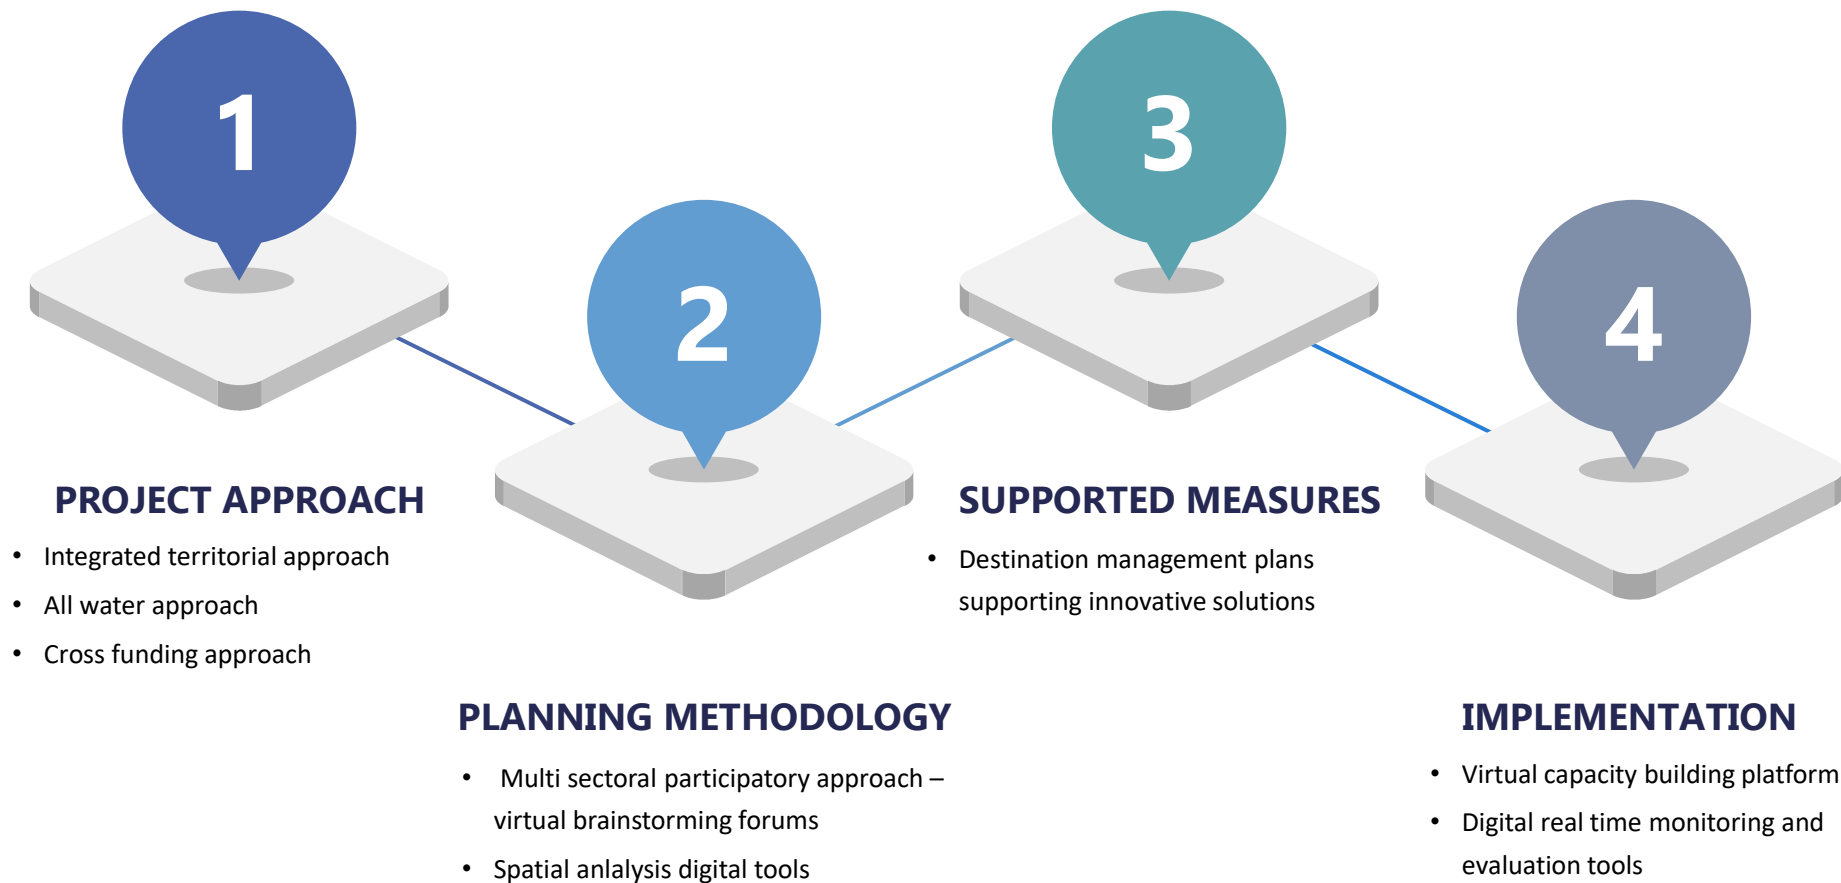 1
PROJECT APPROACH
• Integrated territorial approach
• All water approach
• Cross funding approach
2
PLANNING METHODOLOGY
• Multi sectoral participatory approach –
virtual brainstorming forums
• Spatial anlalysis digital tools
3
SUPPORTED MEASURES
• Destination management plans
supporting innovative solutions
4
IMPLEMENTATION
• Virtual capacity building platform
• Digital real time monitoring and
evaluation tools